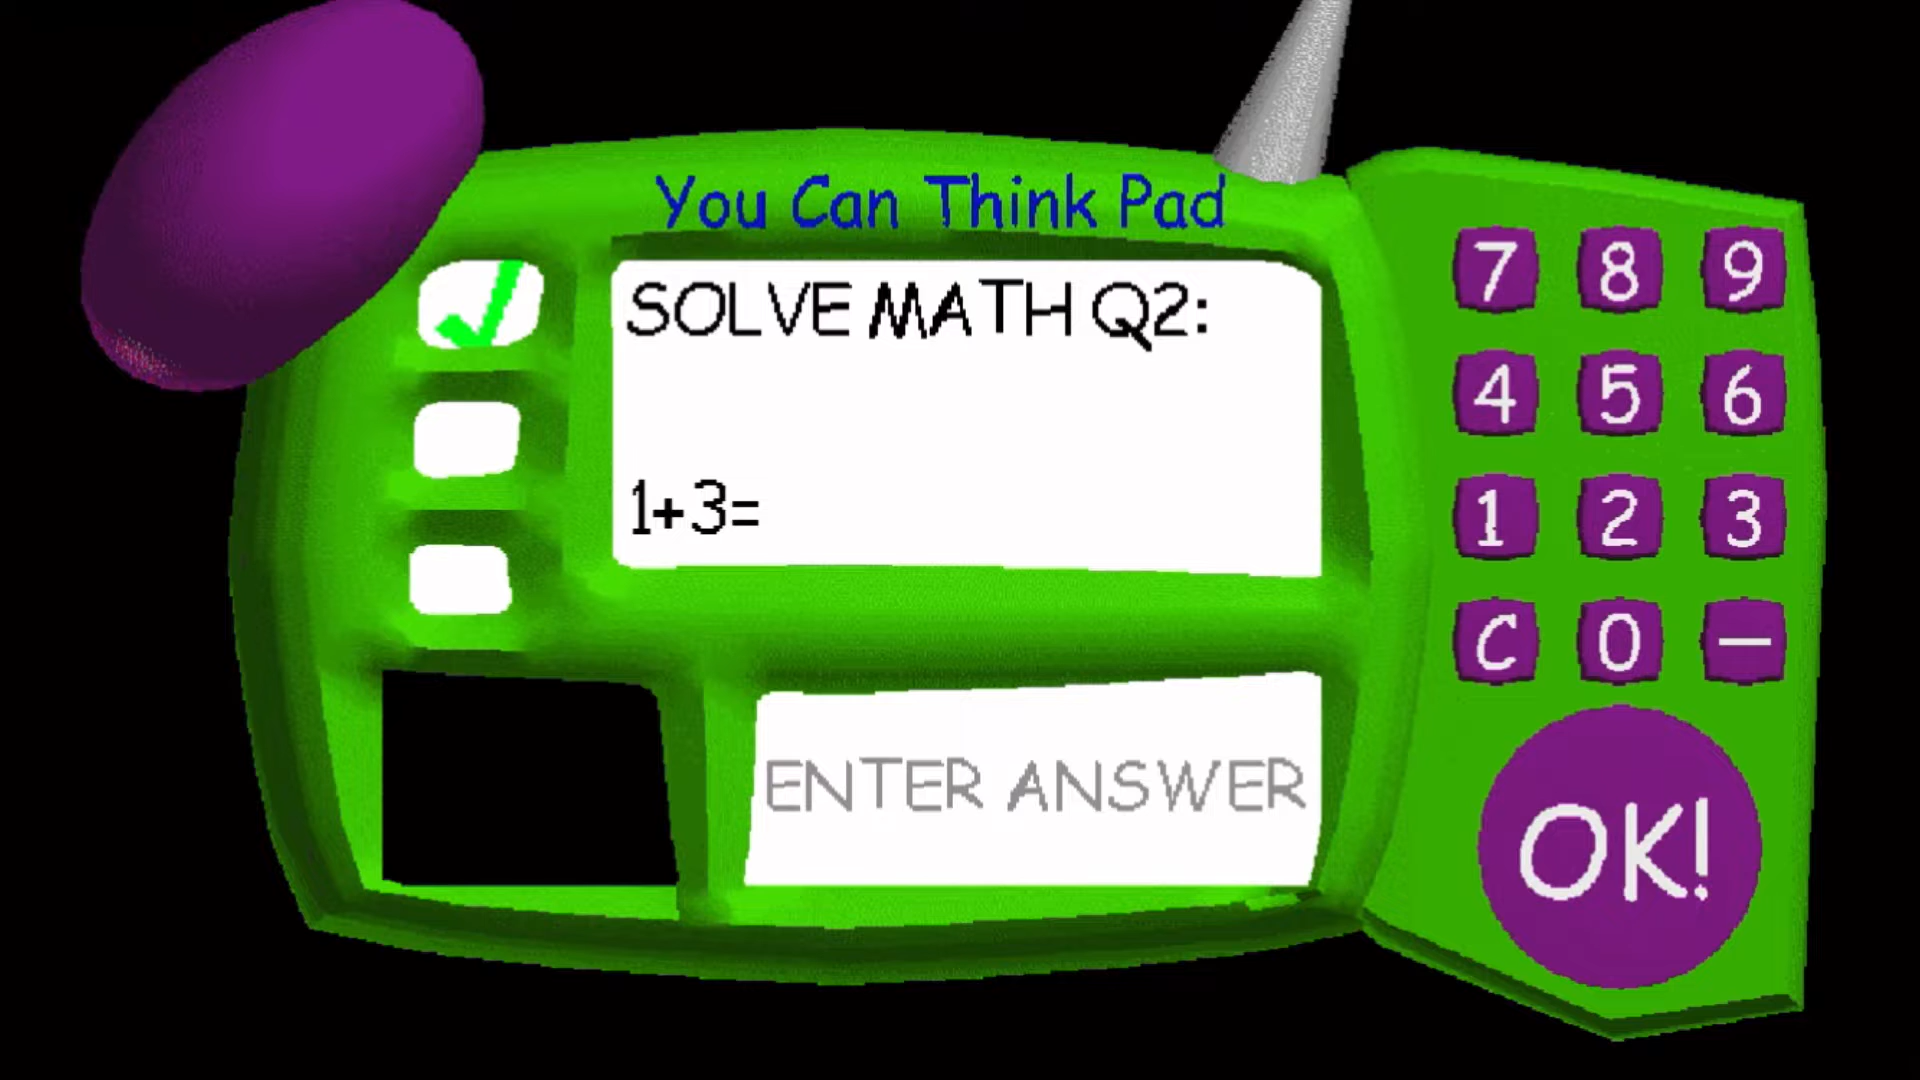 You Can Think Pad
SOLVE MATH Q2:
1+3=
ENTER ANSWER
7 8 9
4 5 6
1 2 3
C 0 —
OK!